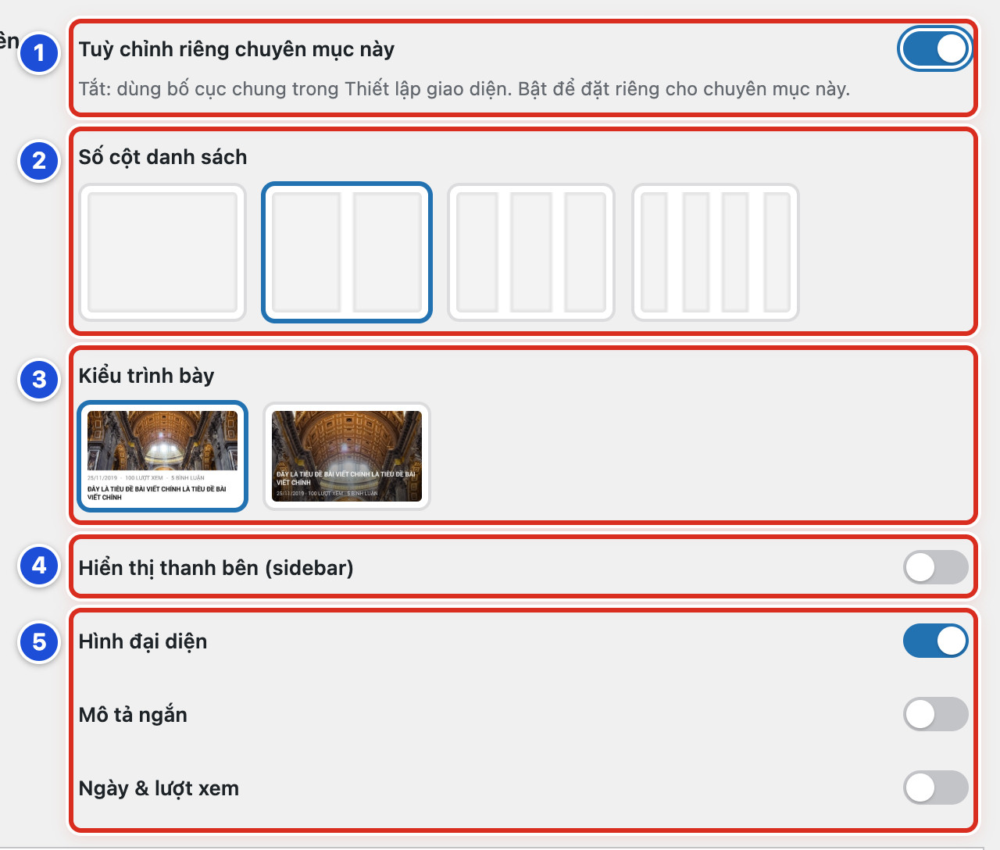 ên
1
Tuỳ chỉnh riêng chuyên mục này
Tắt: dùng bố cục chung trong Thiết lập giao diện. Bật để đặt riêng cho chuyên mục này.
2
Số cột danh sách
3
Kiểu trình bày
25/11/2019 - 100 LƯỢT XEM - 5 BÌNH LUẬN
ĐÂY LÀ TIÊU ĐỀ BÀI VIẾT CHÍNH LÀ TIÊU ĐỀ BÀI
VIẾT CHÍNH
ĐÂY LÀ TIÊU ĐỀ BÀI VIẾT CHÍNH LÀ TIÊU ĐỀ BÀI
VIẾT CHÍNH
25/11/2019 - 100 LƯỢT XEM - 5 BÌNH LUẬN
4
Hiển thị thanh bên (sidebar)
5
Hình đại diện
Mô tả ngắn
Ngày & lượt xem